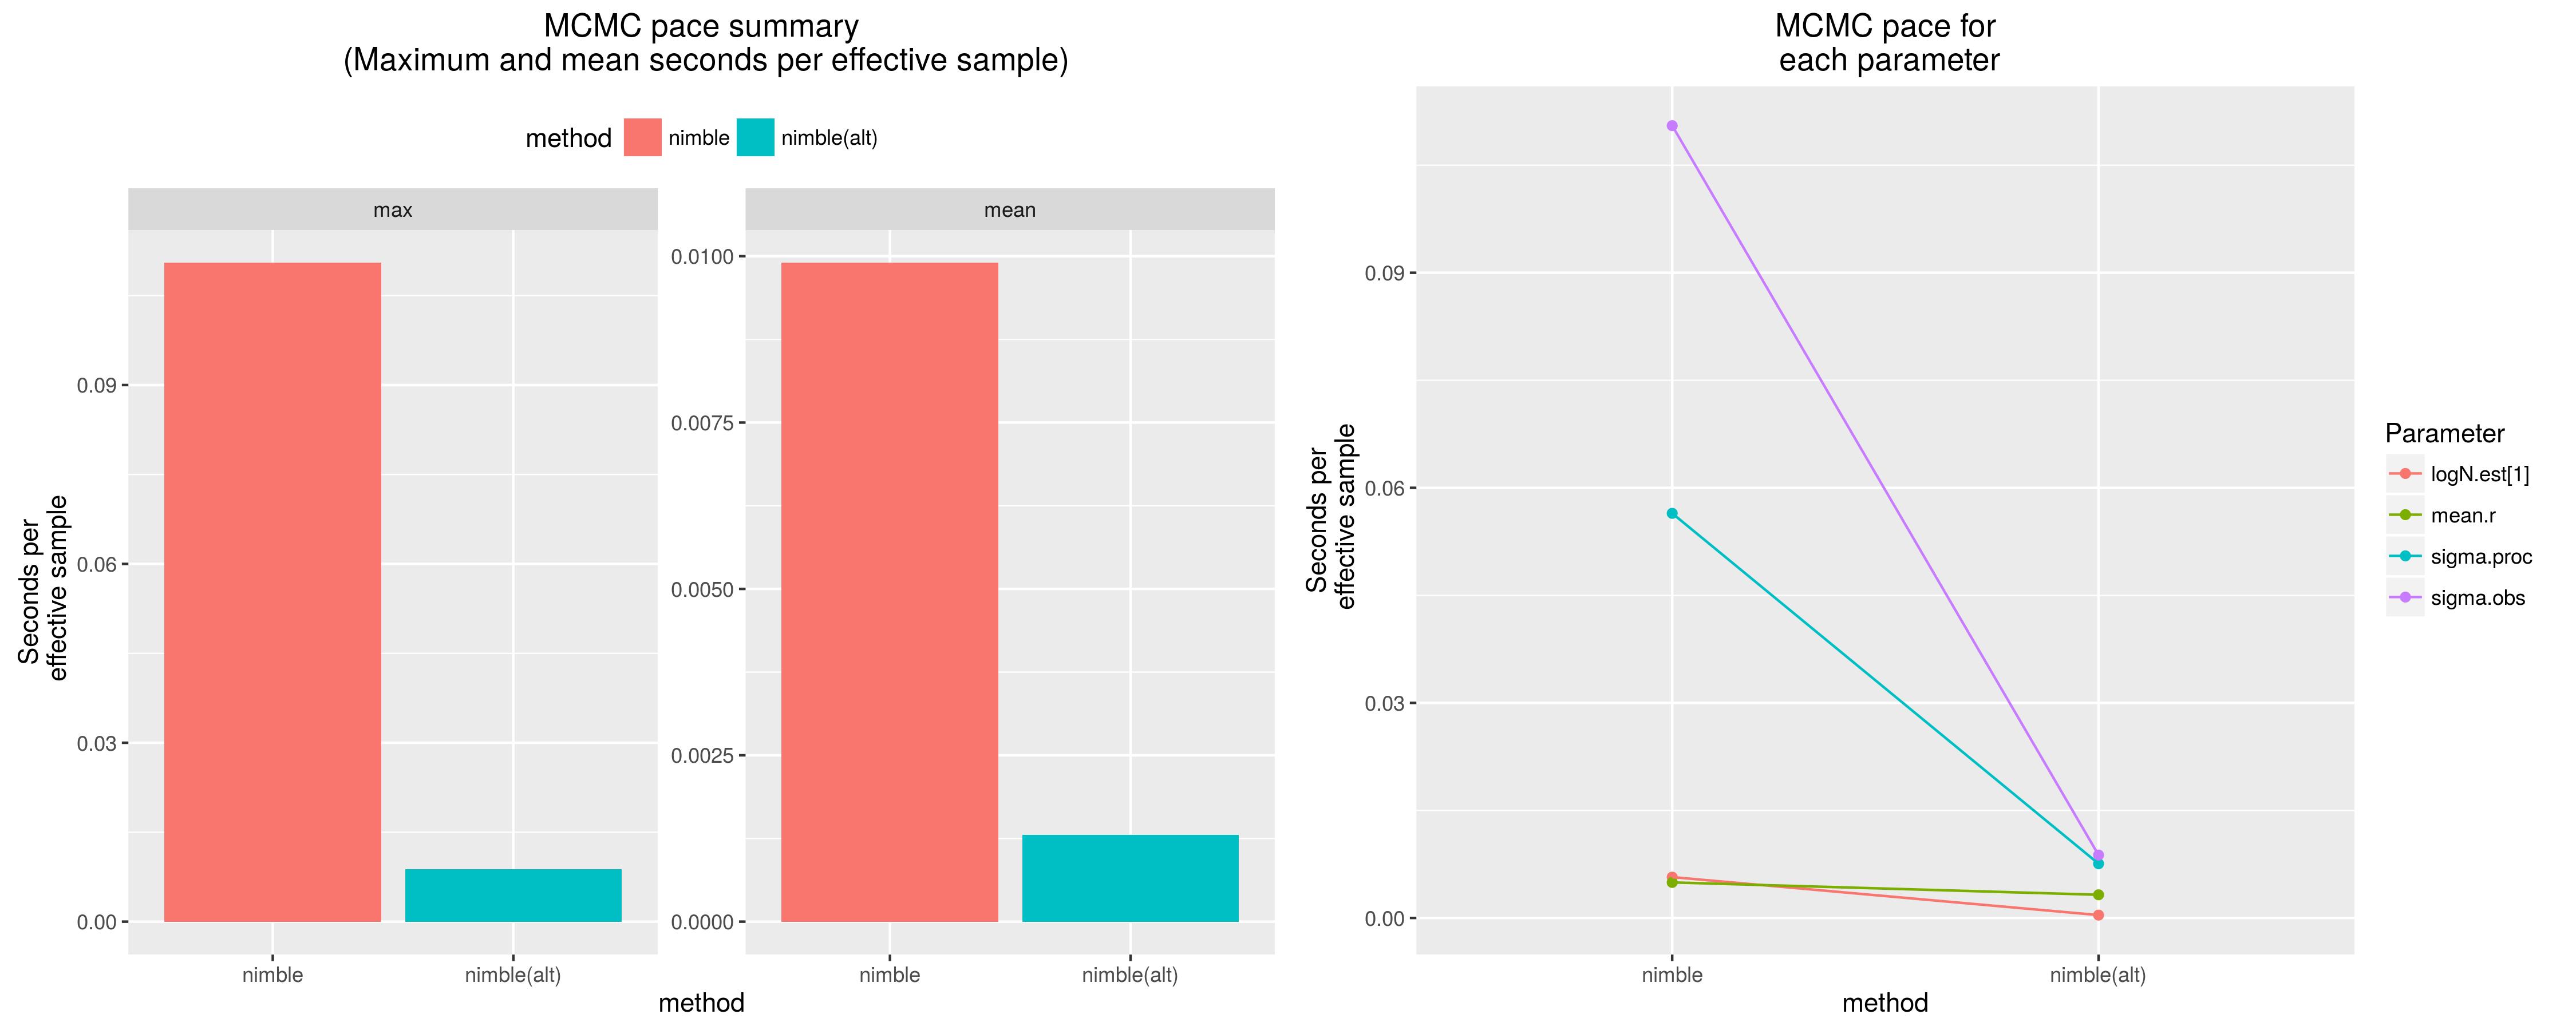 MCMC pace summary
(Maximum and mean seconds per effective sample)
method nimble nimble(alt)
max
mean
Seconds per
effective sample
0.09
0.06
0.03
0.00
0.0100
0.0075
0.0050
0.0025
0.0000
nimble nimble(alt)
nimble nimble(alt)
method
MCMC pace for
each parameter
Seconds per
effective sample
0.09
0.06
0.03
0.00
nimble nimble(alt)
method
Parameter
logN.est[1]
mean.r
sigma.proc
sigma.obs